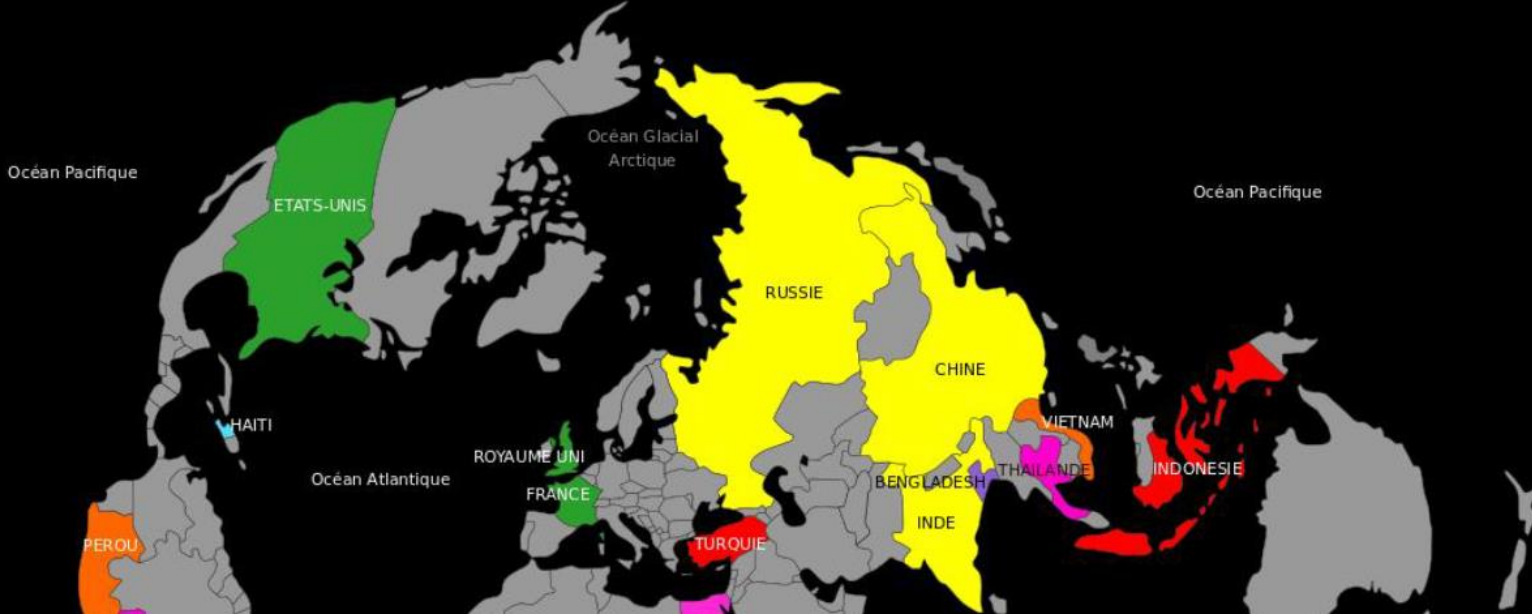 Océan Glacial
Arctique
Océan Pacifique
Océan Pacifique
ETATS-UNIS
RUSSIE
CHINE
HAITI
VIETNAM
ROYAUME UNI
THAILANDE
INDONESIE
Océan Atlantique
BENGLADESH
FRANCE
INDE
PEROU
TURQUIE